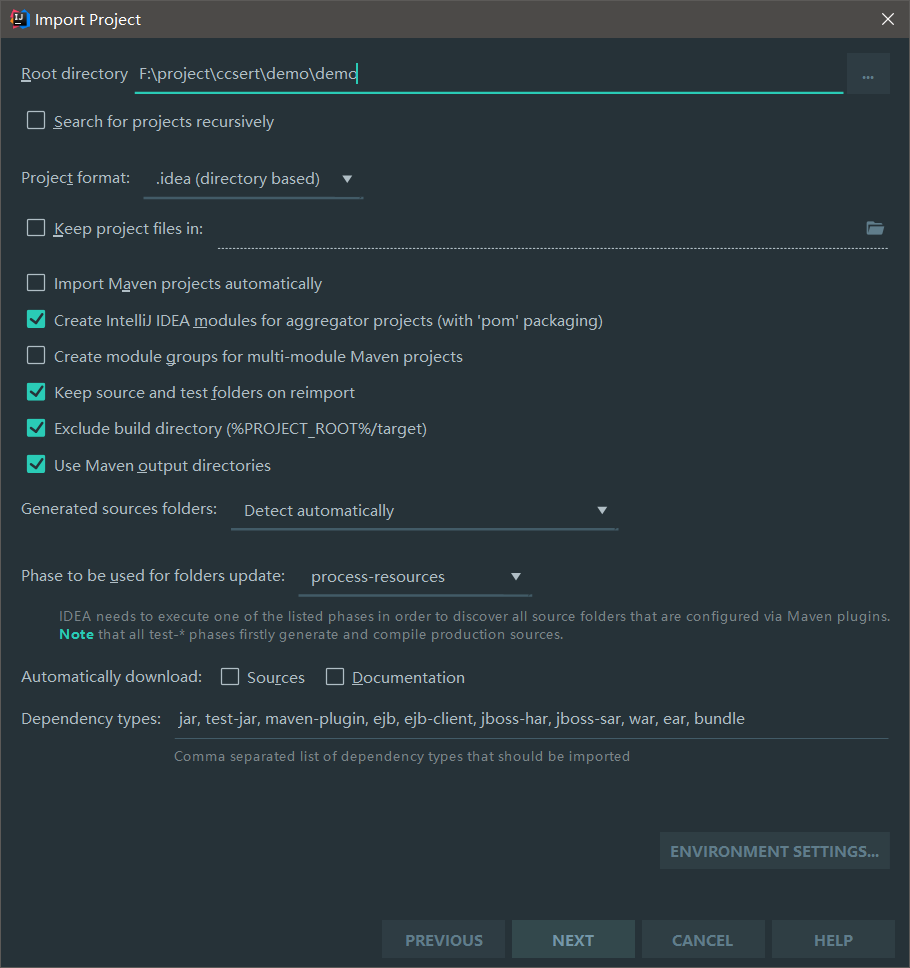 Import Project
Root directory F:\project\ccsert\demo\demo ...
Search for projects recursively
Project format: .idea (directory based)
Keep project files in:
Import Maven projects automatically
Create IntelliJ IDEA modules for aggregator projects (with 'pom' packaging)
Create module groups for multi-module Maven projects
Keep source and test folders on reimport
Exclude build directory (%PROJECT_ROOT%/target)
Use Maven output directories
Generated sources folders: Detect automatically
Phase to be used for folders update: process-resources
IDEA needs to execute one of the listed phases in order to discover all source folders that are configured via Maven plugins.
Note that all test-* phases firstly generate and compile production sources.
Automatically download: Sources Documentation
Dependency types: jar, test-jar, maven-plugin, ejb, ejb-client, jboss-har, jboss-sar, war, ear, bundle
Comma separated list of dependency types that should be imported
ENVIRONMENT SETTINGS...
PREVIOUS NEXT CANCEL HELP